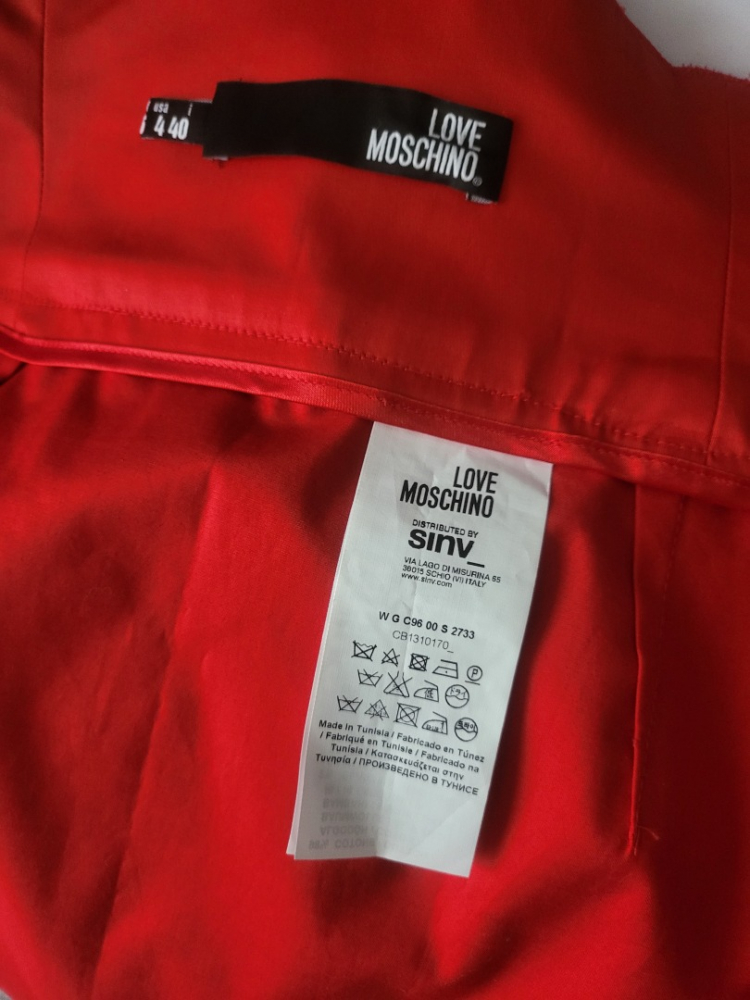 usa
4 40
LOVE
MOSCHINO®
LOVE
MOSCHINO
DISTRIBUTED BY
sinv_
VIA LAGO DI MISURINA 65
36015 SCHIO (VI) ITALY
www.sinv.com
W G C96 00 S 2733
CB1310170_
P
Made in Tunisia / Fabricado en Túnez
/ Fabriqué en Tunisie / Fabricado na
Tunísia / Κατασκευάζεται στην
Τυνησία / ПРОИЗВЕДЕНО В ТУНИСЕ